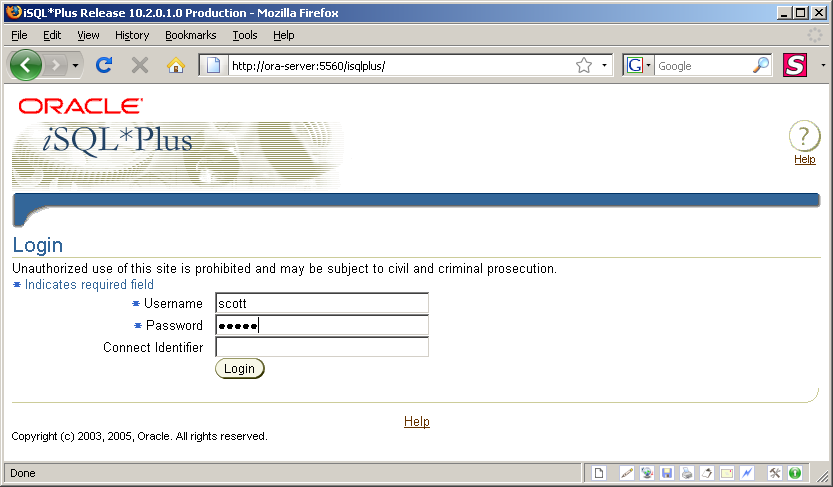 iSQL*Plus Release 10.2.0.1.0 Production - Mozilla Firefox
File Edit View History Bookmarks Tools Help
http://ora-server:5560/isqlplus/ G Google S
ORACLE
iSQL*Plus
?
Help
Login
Unauthorized use of this site is prohibited and may be subject to civil and criminal prosecution.
* Indicates required field
* Username scott
* Password •••••
Connect Identifier
Login
Help
Copyright (c) 2003, 2005, Oracle. All rights reserved.
Done